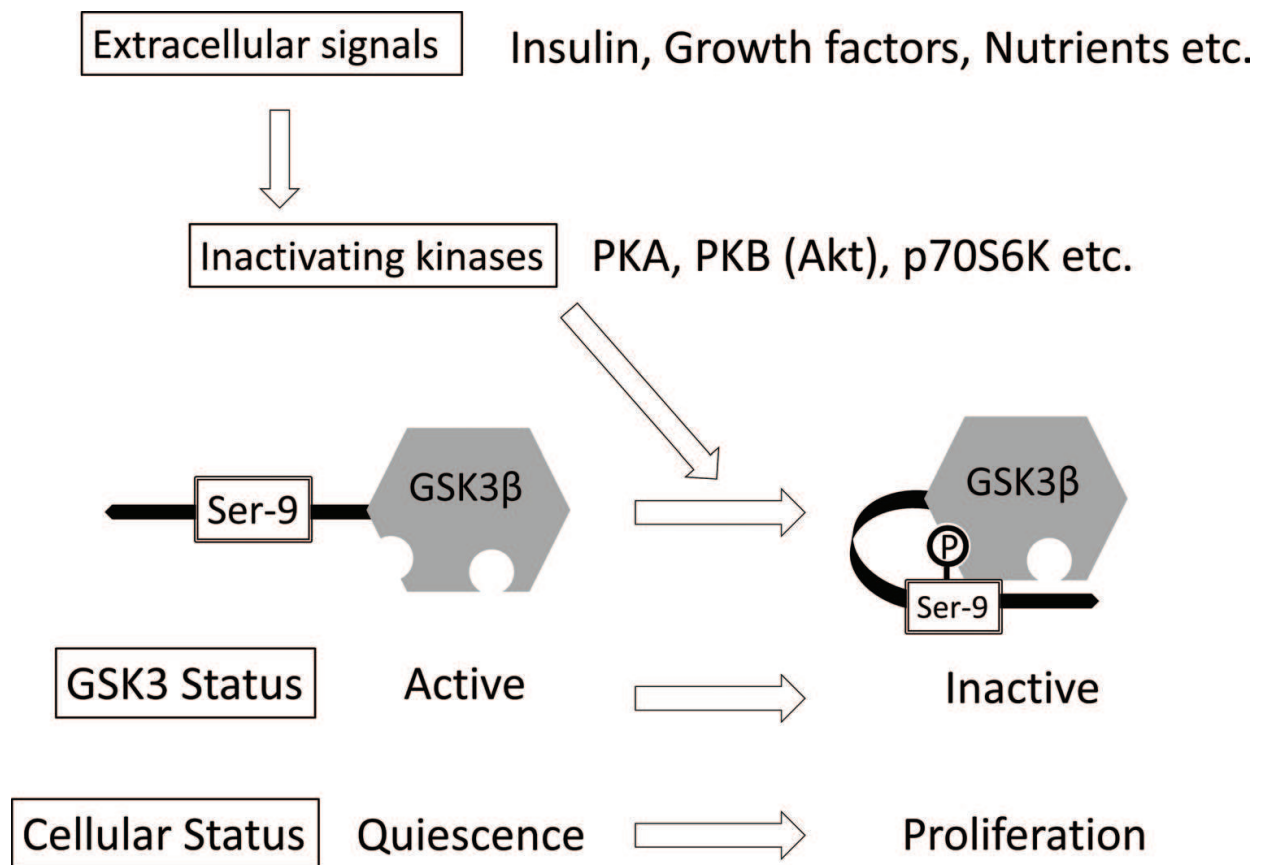 Extracellular signals Insulin, Growth factors, Nutrients etc.
Inactivating kinases PKA, PKB (Akt), p70S6K etc.
Ser-9 GSK3β GSK3β
P
Ser-9
GSK3 Status Active Inactive
Cellular Status Quiescence Proliferation